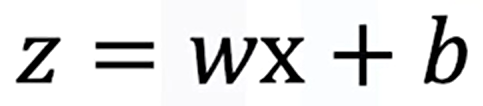 z = wx + b